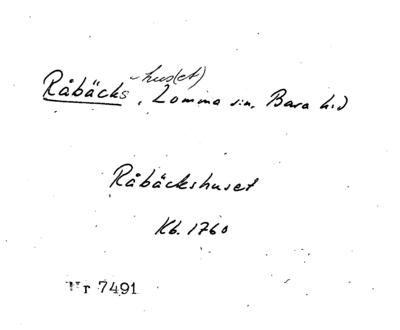 Råbäcks-hus(et), Lomma sn, Bara hd
Råbäckshuset
Kb. 1760
Nr 7491